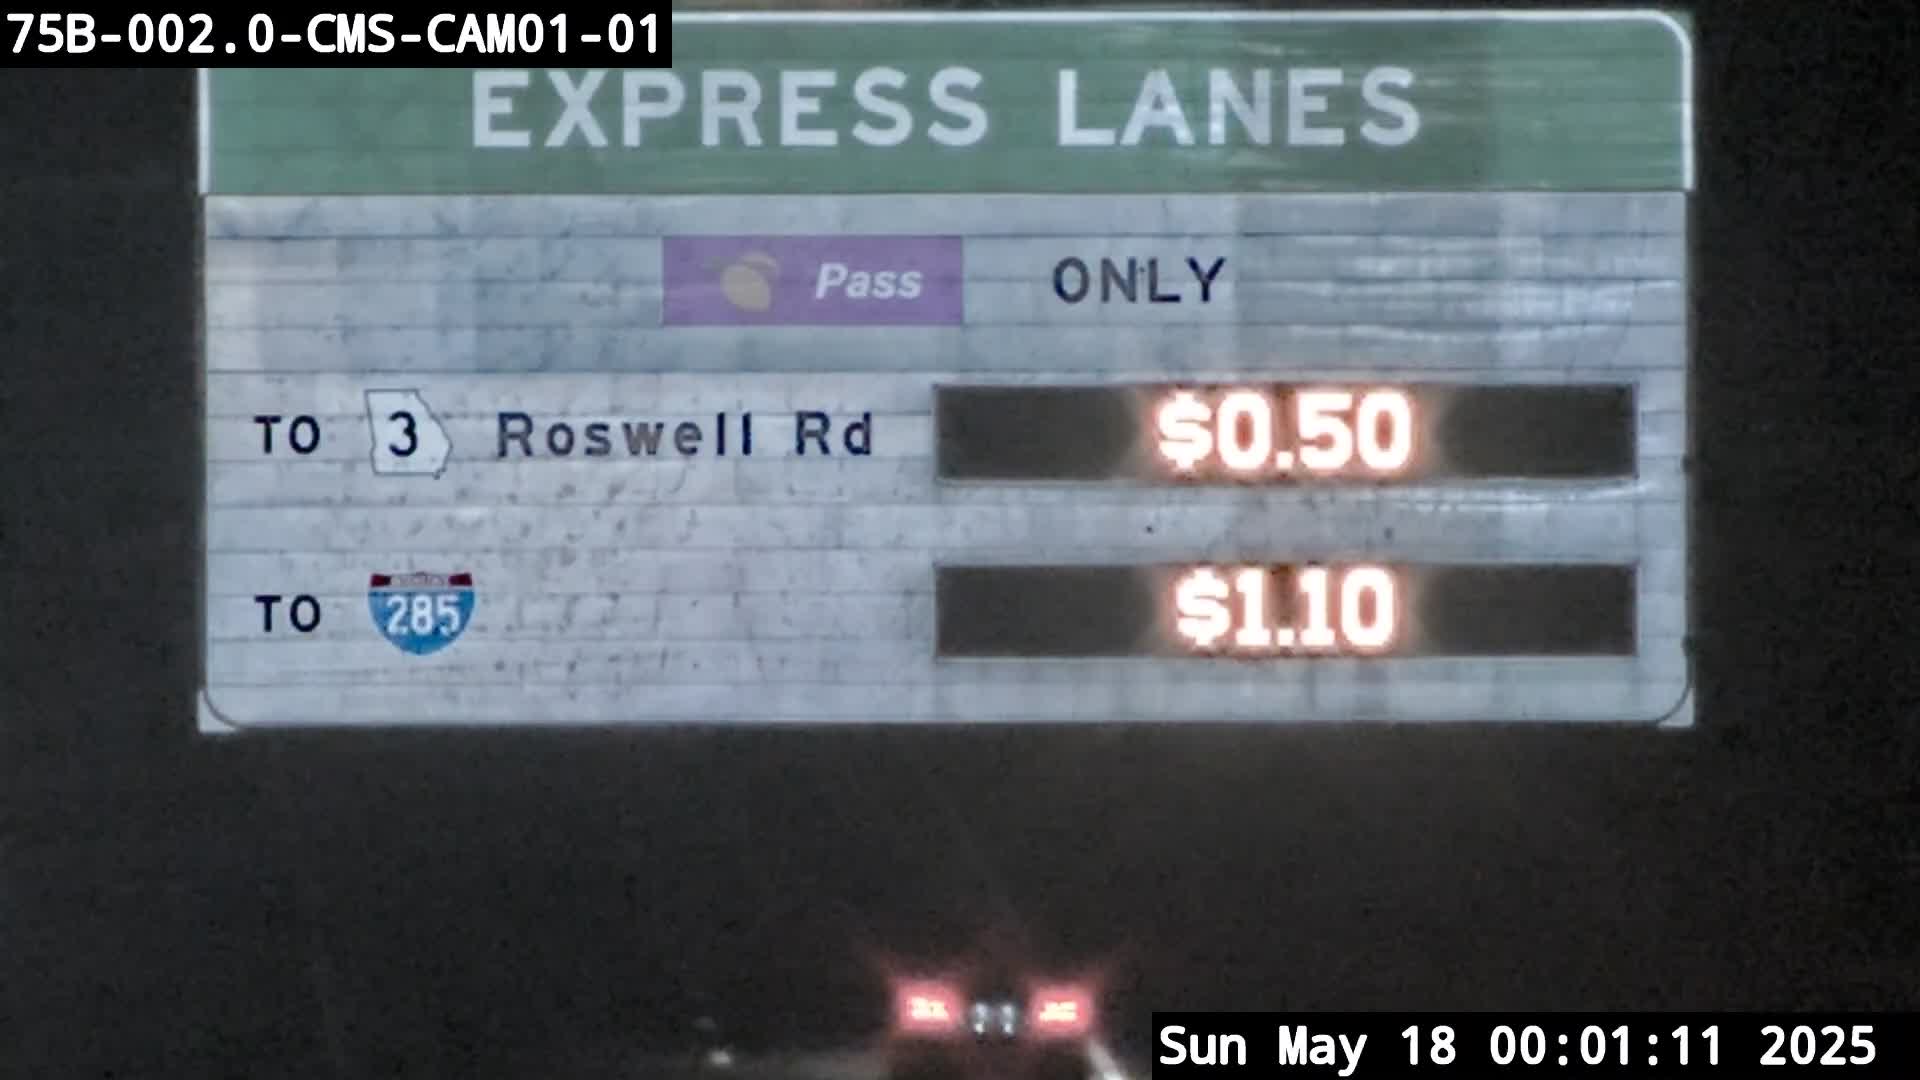 75B-002.0-CMS-CAM01-01
EXPRESS LANES
Pass ONLY
TO 3 Roswell Rd $0.50
TO 285 $1.10
Sun May 18 00:01:11 2025